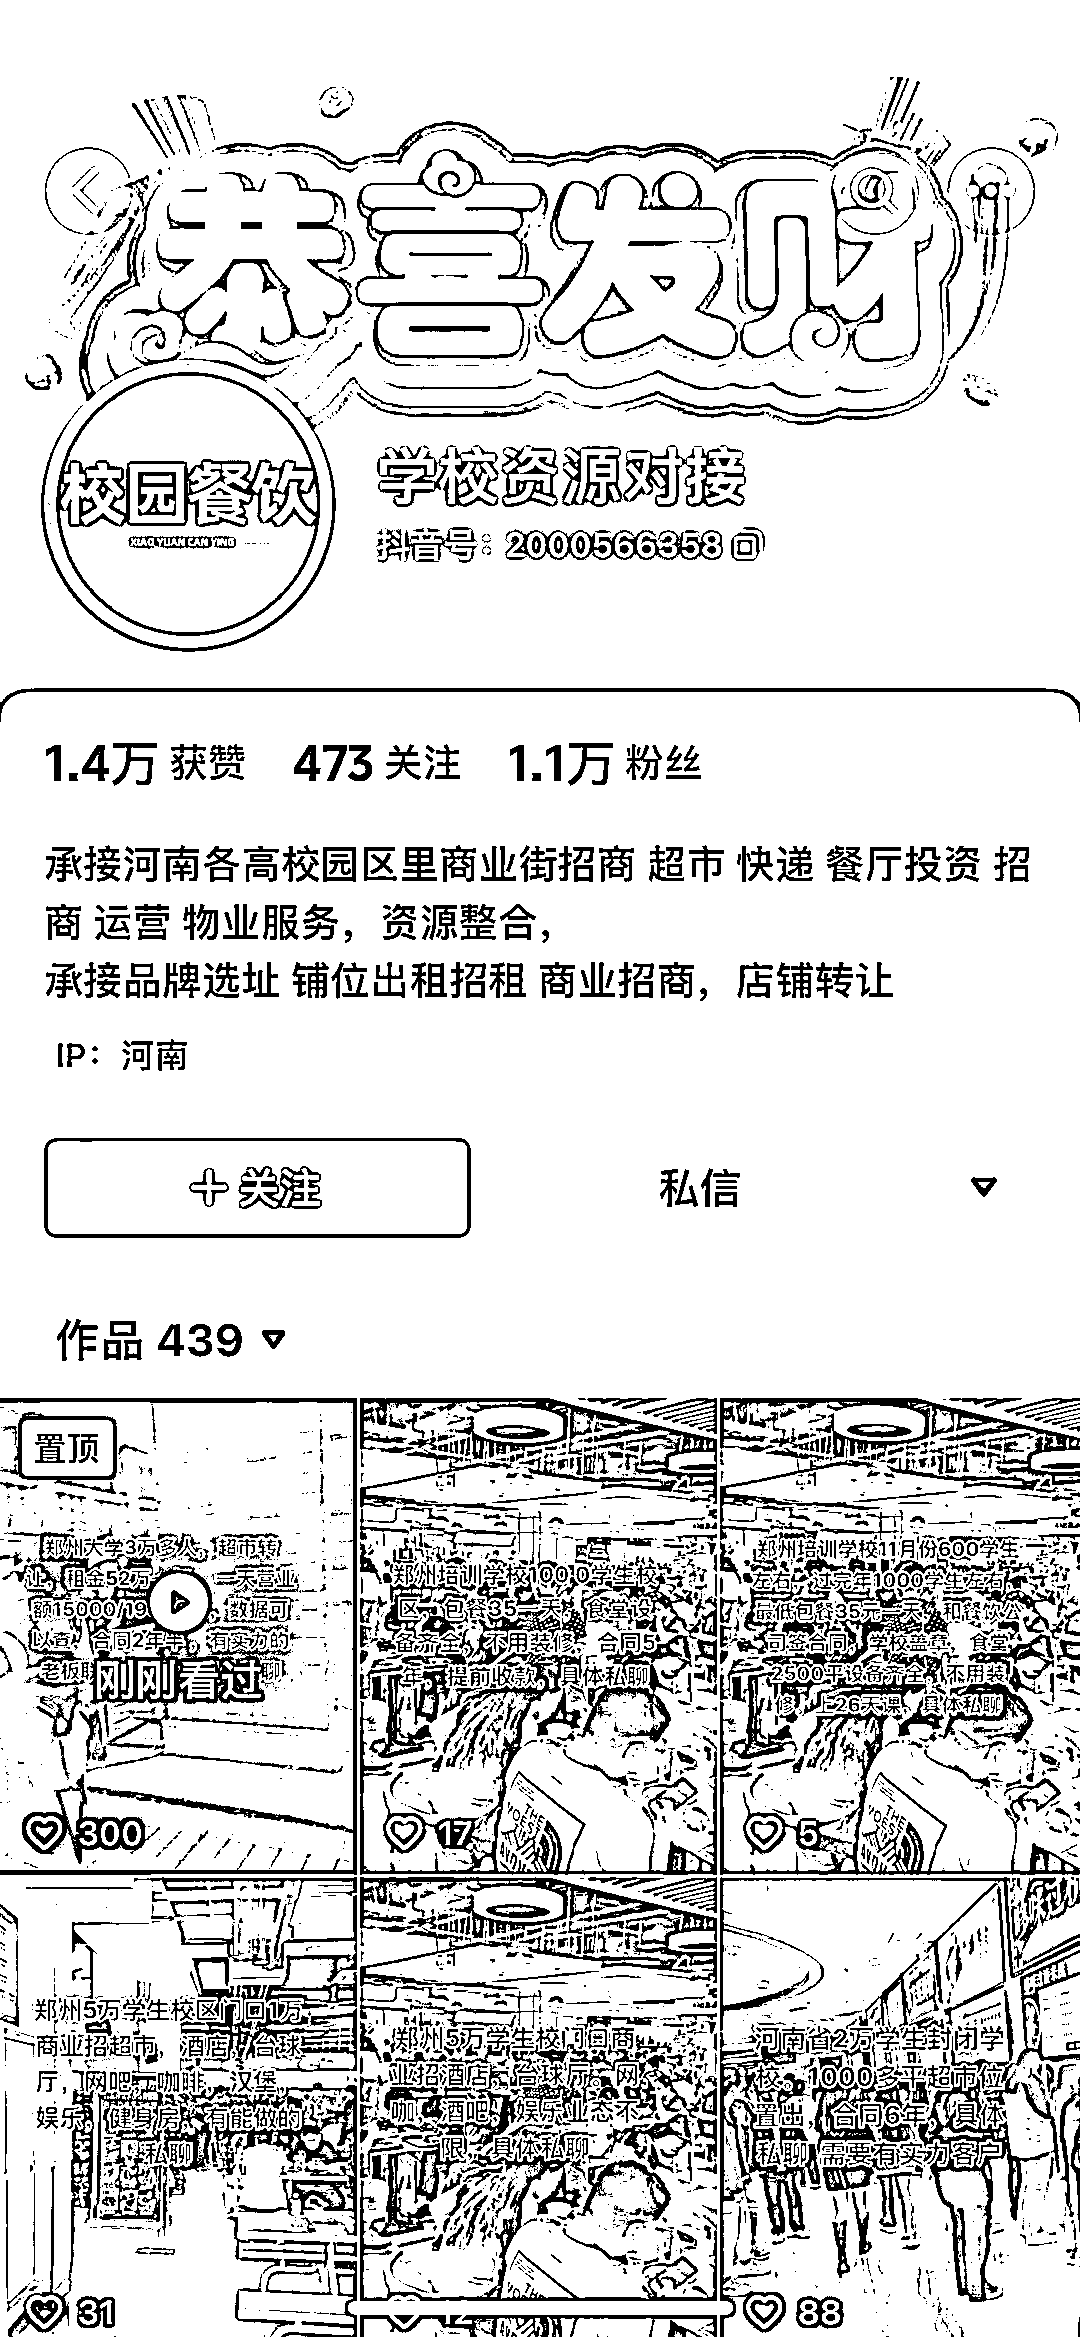 恭喜发财
校园餐饮
XIAO YUAN CAN YING
学校资源对接
抖音号：2000566358
1.4万 获赞 473 关注 1.1万 粉丝
承接河南各高校园区里商业街招商 超市 快递 餐厅投资 招
商 运营 物业服务，资源整合，
承接品牌选址 铺位出租招租 商业招商，店铺转让
IP：河南
关注
私信
作品 439
置顶
郑州大学3万多人，超市转
让，租金52万 一天营业
额15000/19 数据可
以查，合同2年半，有实力的
老板联 聊
刚刚看过
300
郑州培训学校1000学生校
区，包餐35一天，食堂设
备齐全，不用装修，合同5
年，提前收款，具体私聊
17
郑州培训学校11月份600学生
左右，过完年1000学生左右，
最低包餐35元一天，和餐饮公
司签合同，学校盖章，食堂
2500平设备齐全，不用装
修，上26天课，具体私聊
5
郑州5万学生校区门口1万
商业招超市，酒店，台球
厅，网吧，咖啡，汉堡，
娱乐，健身房，有能做的
私聊
31
郑州5万学生校门口商
业招酒店，台球厅。网
咖，酒吧，娱乐业态不
限，具体私聊
12
河南省2万学生封闭学
校，1000多平超市位
置出，合同6年，具体
私聊 需要有实力客户
88